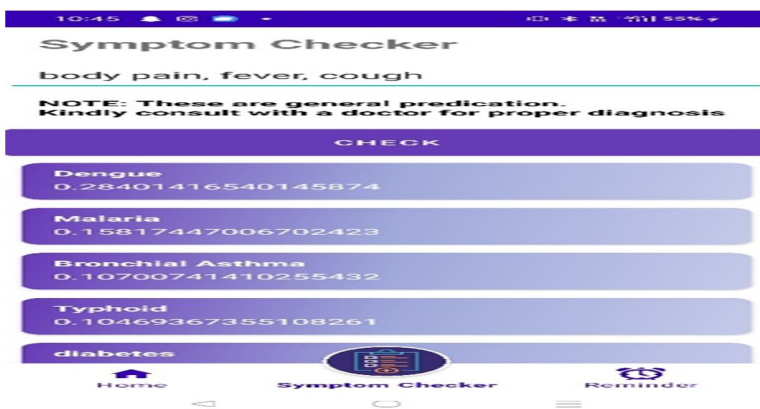 10:45
55%
Symptom Checker
body pain, fever, cough
NOTE: These are general predication.
Kindly consult with a doctor for proper diagnosis
CHECK
Dengue
0.28401416540145874
Malaria
0.15817447006702423
Bronchial Asthma
0.10700741410255432
Typhoid
0.10469367355108261
diabetes
Home Symptom Checker Reminder